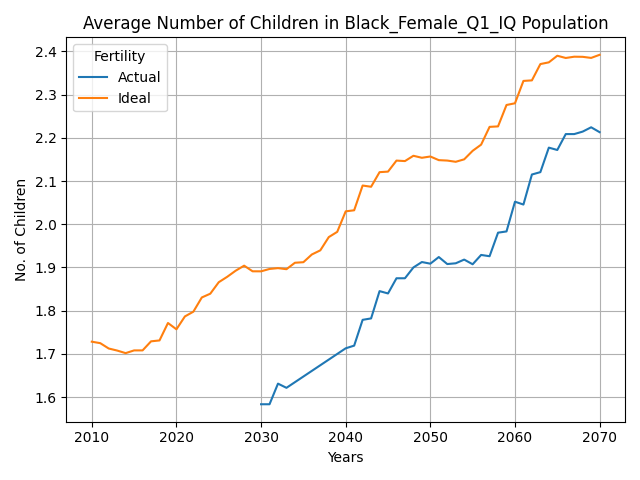 Average Number of Children in Black_Female_Q1_IQ Population
Fertility
Actual
Ideal
No. of Children
2.4
2.3
2.2
2.1
2.0
1.9
1.8
1.7
1.6
2010 2020 2030 2040 2050 2060 2070
Years